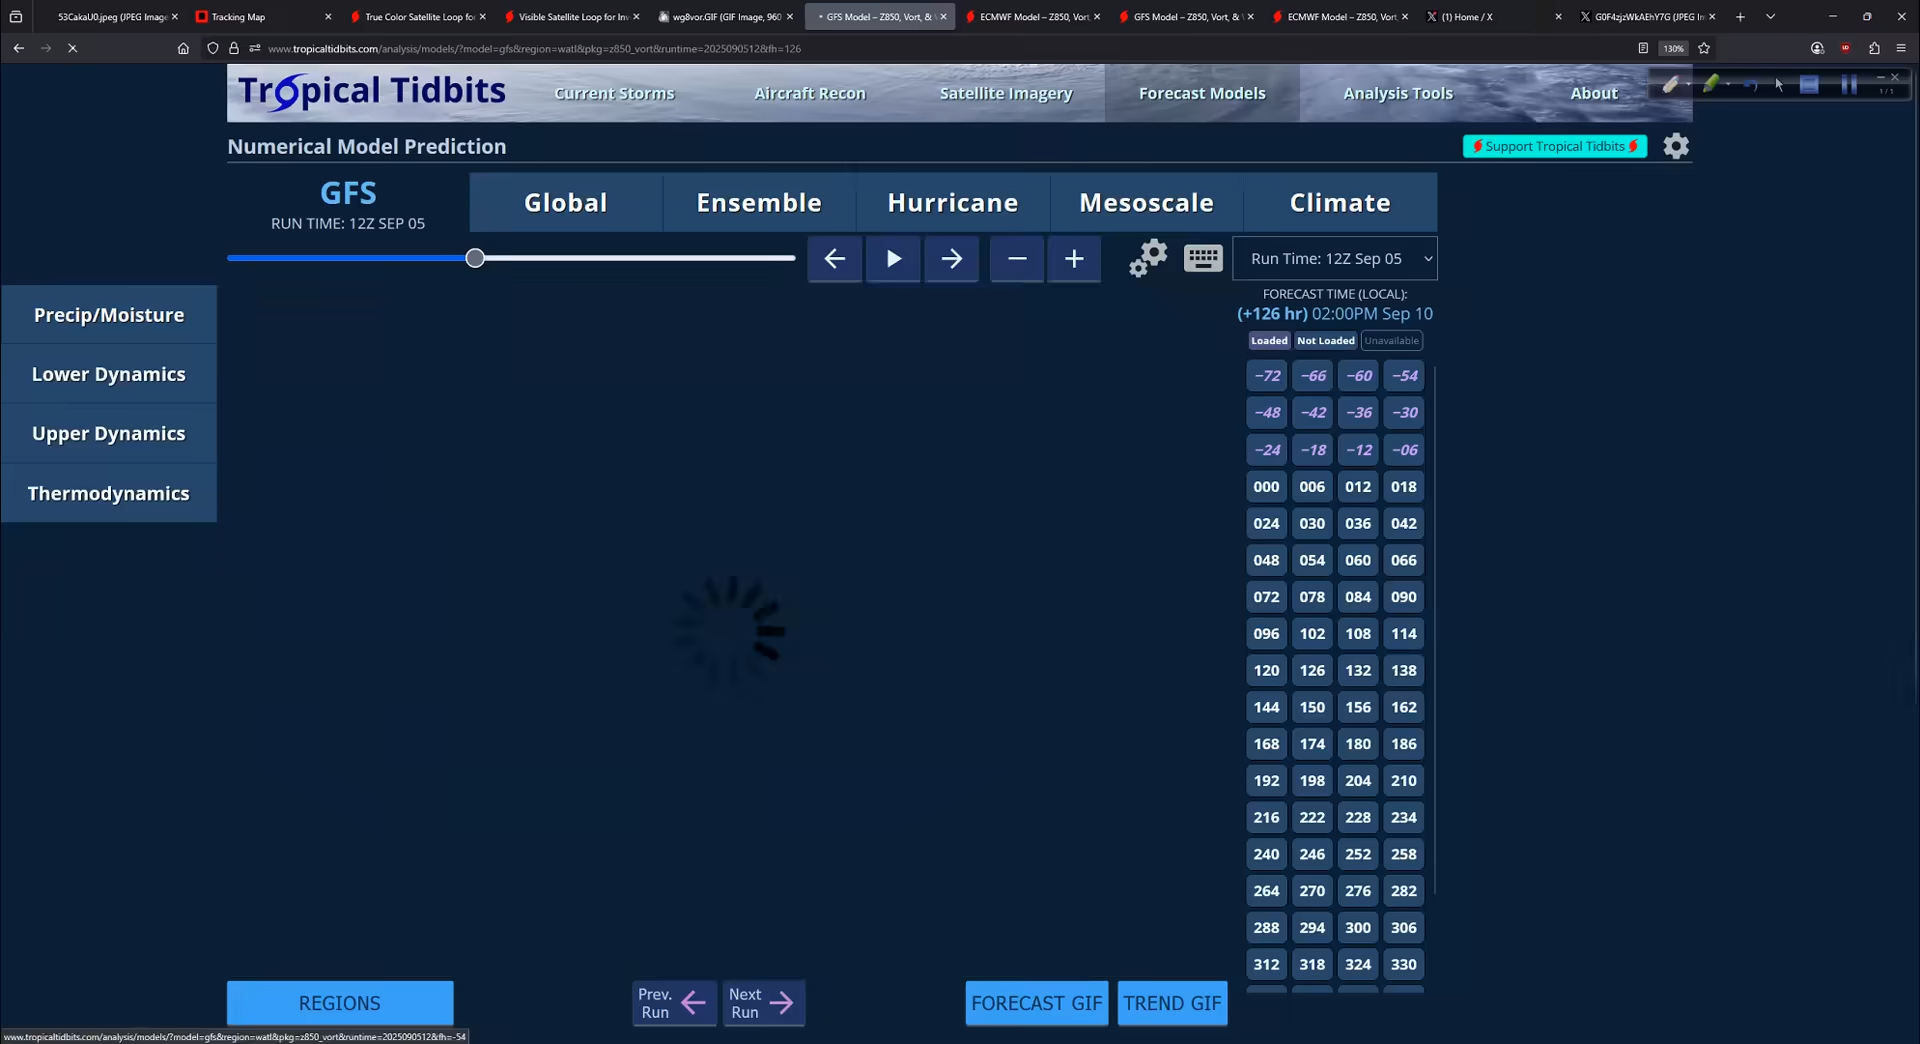 53CakaU0.jpeg (JPEG Image
Tracking Map
True Color Satellite Loop fo
Visible Satellite Loop for Inv
wg8vor.GIF (GIF Image, 960
GFS Model – Z850, Vort, &
ECMWF Model – Z850, Vort,
GFS Model – Z850, Vort, &
ECMWF Model – Z850, Vort,
(1) Home / X
G0F4zjzWkAEhY7G (JPEG Im
www.tropicaltidbits.com/analysis/models/?model=gfs&region=watl&pkg=z850_vort&runtime=2025090512&fh=126
130%
Tropical Tidbits
Current Storms
Aircraft Recon
Satellite Imagery
Forecast Models
Analysis Tools
About
1/1
Numerical Model Prediction
Support Tropical Tidbits
GFS
RUN TIME: 12Z SEP 05
Global
Ensemble
Hurricane
Mesoscale
Climate
Run Time: 12Z Sep 05
FORECAST TIME (LOCAL):
(+126 hr) 02:00PM Sep 10
Loaded Not Loaded Unavailable
Precip/Moisture
Lower Dynamics
Upper Dynamics
Thermodynamics
−72 −66 −60 −54
−48 −42 −36 −30
−24 −18 −12 −06
000 006 012 018
024 030 036 042
048 054 060 066
072 078 084 090
096 102 108 114
120 126 132 138
144 150 156 162
168 174 180 186
192 198 204 210
216 222 228 234
240 246 252 258
264 270 276 282
288 294 300 306
312 318 324 330
REGIONS
Prev.
Run
Next
Run
FORECAST GIF
TREND GIF
www.tropicaltidbits.com/analysis/models/?model=gfs&region=watl&pkg=z850_vort&runtime=2025090512&fh=-54